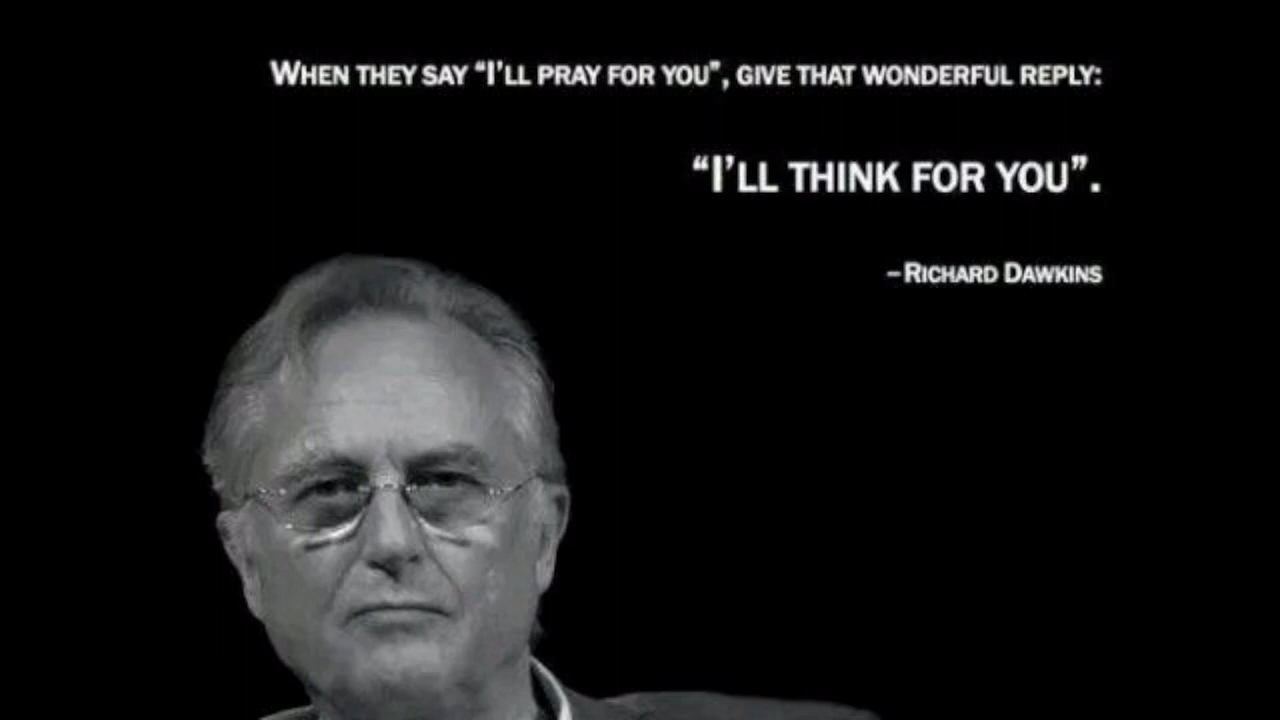 When they say “I’ll pray for you”, give that wonderful reply:
“I’ll think for you”.
–Richard Dawkins